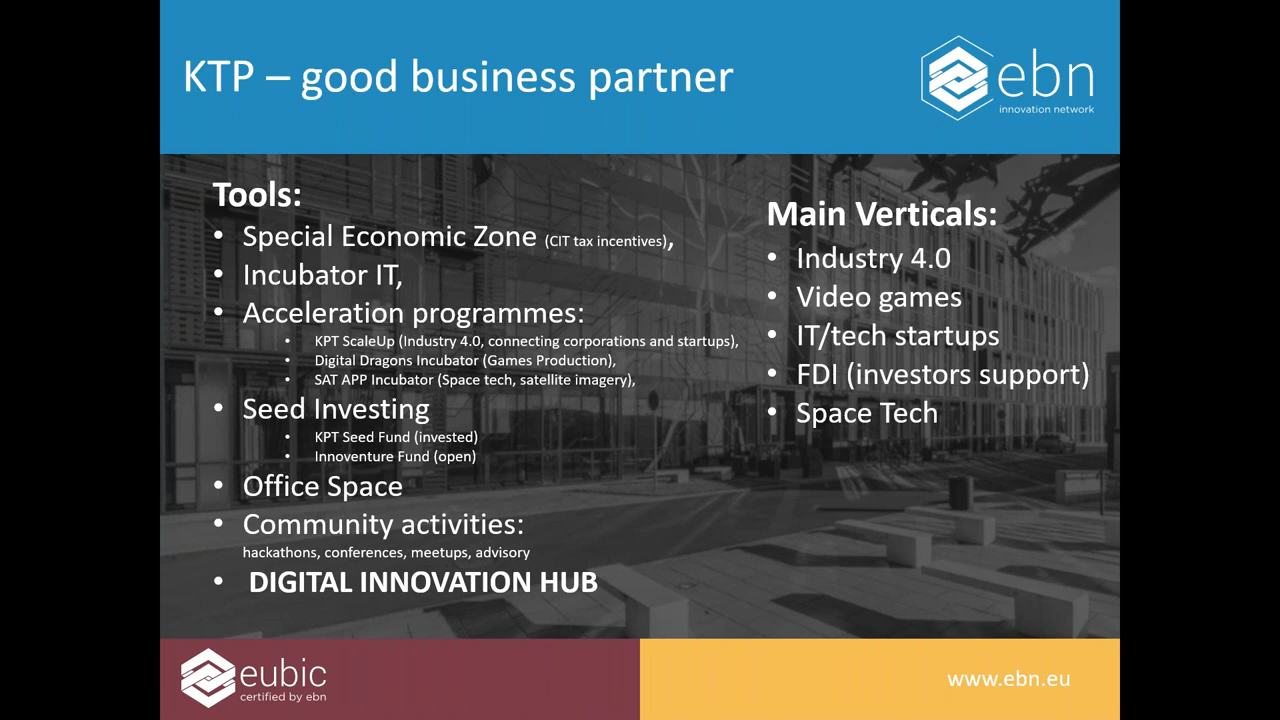 KTP – good business partner
ebn
innovation network
Tools:
• Special Economic Zone (CIT tax incentives),
• Incubator IT,
• Acceleration programmes:
• KPT ScaleUp (Industry 4.0, connecting corporations and startups),
• Digital Dragons Incubator (Games Production),
• SAT APP Incubator (Space tech, satellite imagery),
• Seed Investing
• KPT Seed Fund (invested)
• Innoventure Fund (open)
• Office Space
• Community activities:
hackathons, conferences, meetups, advisory
• DIGITAL INNOVATION HUB
Main Verticals:
• Industry 4.0
• Video games
• IT/tech startups
• FDI (investors support)
• Space Tech
eubic
certified by ebn
www.ebn.eu